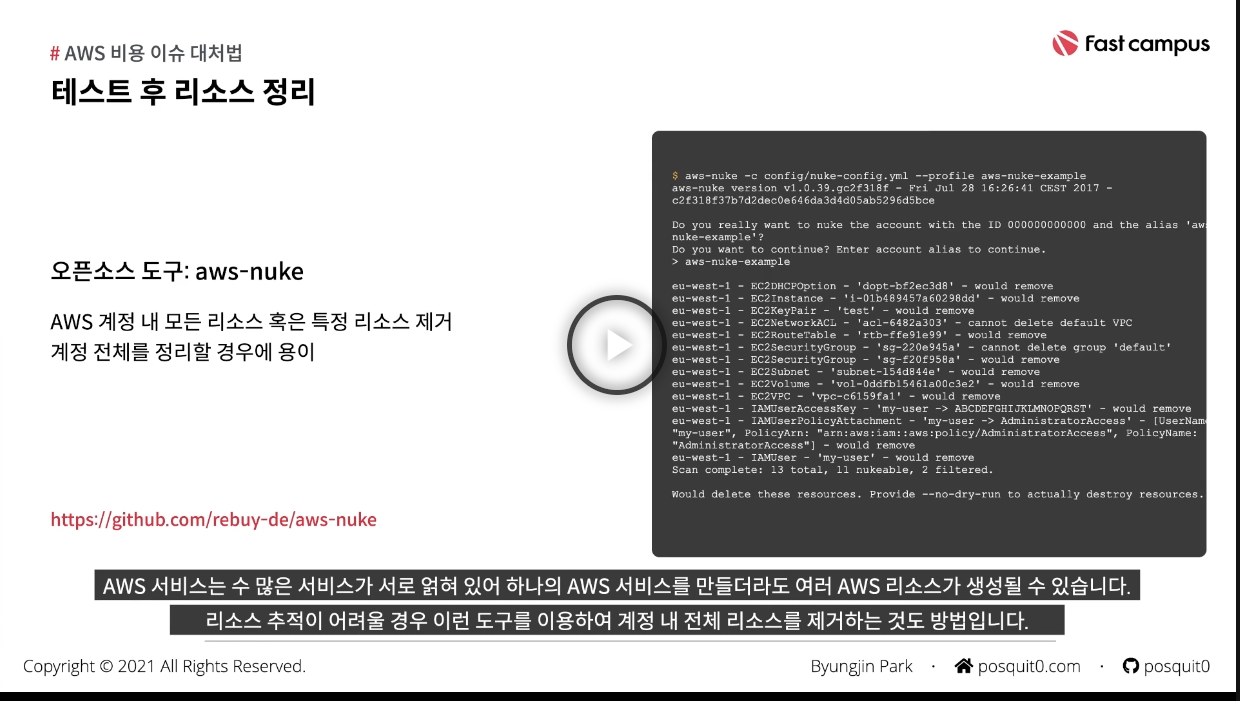 # AWS 비용 이슈 대처법
Fast campus
테스트 후 리소스 정리
오픈소스 도구: aws-nuke
AWS 계정 내 모든 리소스 혹은 특정 리소스 제거
계정 전체를 정리할 경우에 용이
https://github.com/rebuy-de/aws-nuke
$ aws-nuke -c config/nuke-config.yml --profile aws-nuke-example
aws-nuke version v1.0.39.gc2f318f - Fri Jul 28 16:26:41 CEST 2017 -
c2f318f37b7d2dec0e646da3d4d05ab5296d5bce
Do you really want to nuke the account with the ID 000000000000 and the alias 'aws
nuke-example'?
Do you want to continue? Enter account alias to continue.
> aws-nuke-example
eu-west-1 - EC2DHCPOption - 'dopt-bf2ec3d8' - would remove
eu-west-1 - EC2Instance - 'i-01b489457a60298dd' - would remove
eu-west-1 - EC2KeyPair - 'test' - would remove
eu-west-1 - EC2NetworkACL - 'acl-6482a303' - cannot delete default VPC
eu-west-1 - EC2RouteTable - 'rtb-ffe91e99' - would remove
eu-west-1 - EC2SecurityGroup - 'sg-220e945a' - cannot delete group 'default'
eu-west-1 - EC2SecurityGroup - 'sg-f20f958a' - would remove
eu-west-1 - EC2Subnet - 'subnet-154d844e' - would remove
eu-west-1 - EC2Volume - 'vol-0ddfb15461a00c3e2' - would remove
eu-west-1 - EC2VPC - 'vpc-c6159fa1' - would remove
eu-west-1 - IAMUserAccessKey - 'my-user -> ABCDEFGHIJKLMNOPQRST' - would remove
eu-west-1 - IAMUserPolicyAttachment - 'my-user -> AdministratorAccess' - [UserName
"my-user", PolicyArn: "arn:aws:iam::aws:policy/AdministratorAccess", PolicyName:
"AdministratorAccess"] - would remove
eu-west-1 - IAMUser - 'my-user' - would remove
Scan complete: 13 total, 11 nukeable, 2 filtered.
Would delete these resources. Provide --no-dry-run to actually destroy resources.
AWS 서비스는 수 많은 서비스가 서로 얽혀 있어 하나의 AWS 서비스를 만들더라도 여러 AWS 리소스가 생성될 수 있습니다.
리소스 추적이 어려울 경우 이런 도구를 이용하여 계정 내 전체 리소스를 제거하는 것도 방법입니다.
Copyright © 2021 All Rights Reserved.
Byungjin Park · posquit0.com · posquit0